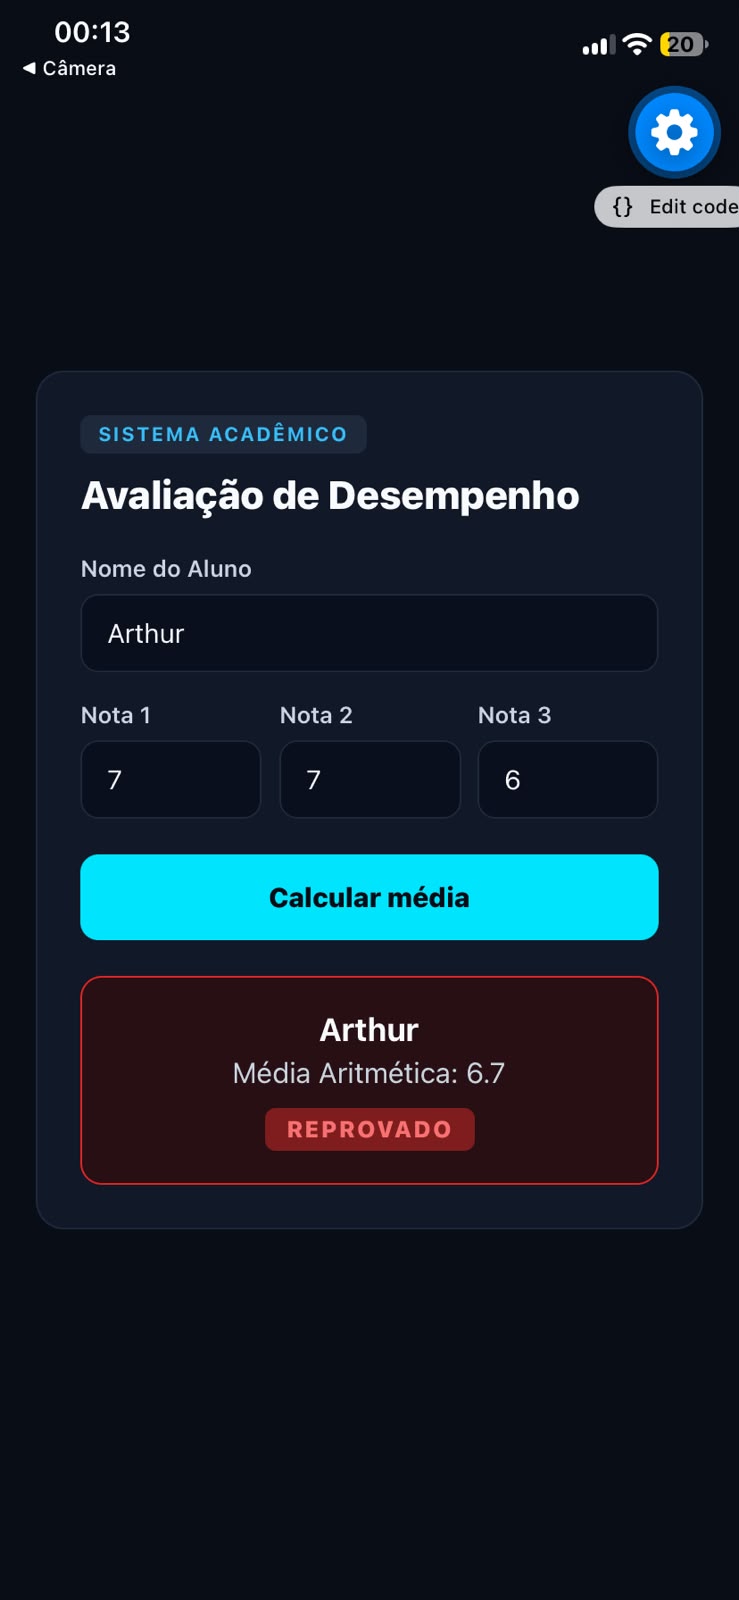 00:13
20
◀ Câmera
{} Edit code
SISTEMA ACADÊMICO
Avaliação de Desempenho
Nome do Aluno
Arthur
Nota 1 Nota 2 Nota 3
7 7 6
Calcular média
Arthur
Média Aritmética: 6.7
REPROVADO